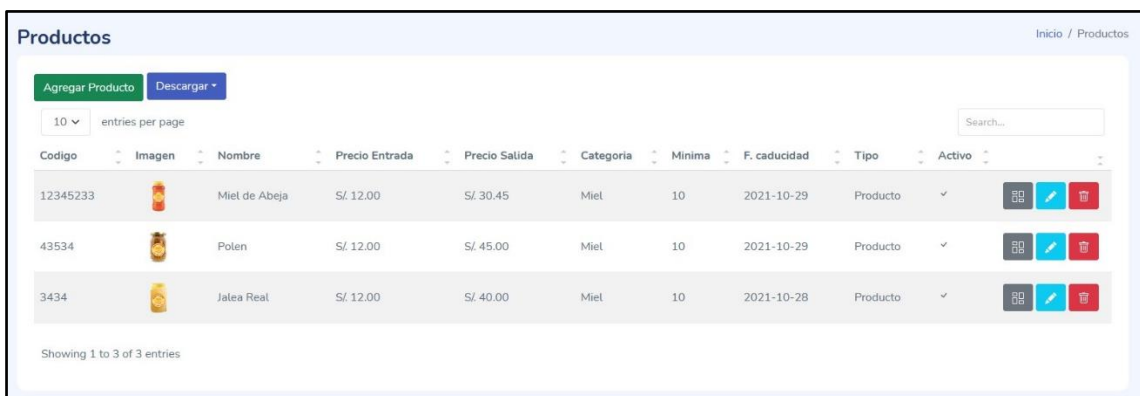 Productos
Inicio / Productos
Agregar Producto Descargar
10 entries per page
Search...
Codigo Imagen Nombre Precio Entrada Precio Salida Categoria Minima F. caducidad Tipo Activo
12345233 Miel de Abeja S/. 12.00 S/. 30.45 Miel 10 2021-10-29 Producto
43534 Polen S/. 12.00 S/. 45.00 Miel 10 2021-10-29 Producto
3434 Jalea Real S/. 12.00 S/. 40.00 Miel 10 2021-10-28 Producto
Showing 1 to 3 of 3 entries